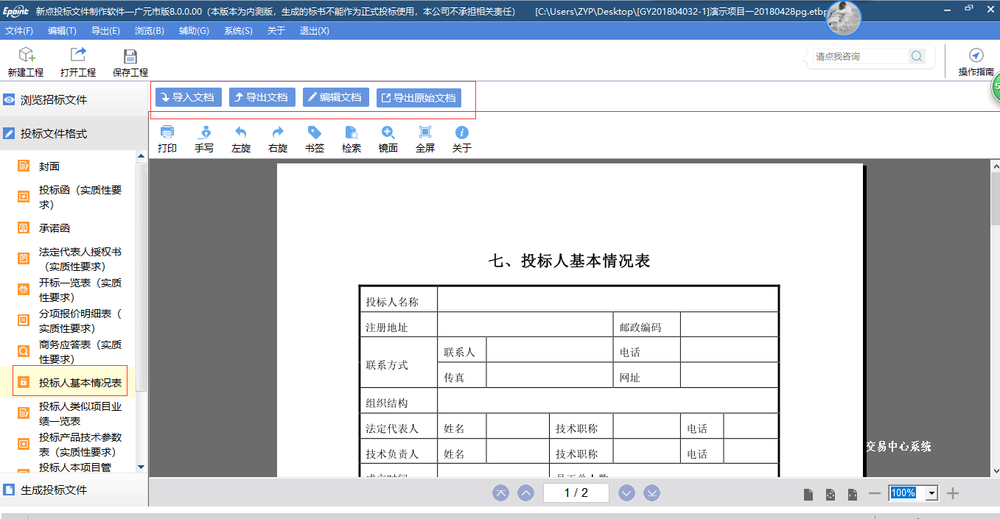 Epoint 新点投标文件制作软件—广元市版8.0.0.00（本版本为内测版，生成的标书不能作为正式投标使用，本公司不承担相关责任） [C:\Users\ZYP\Desktop\[GY201804032-1]演示项目一20180428pg.etbp
文件(F) 编辑(T) 导出(E) 浏览(B) 辅助(G) 系统(S) 关于 退出(X)
新建工程 打开工程 保存工程
请点我咨询
操作指南
浏览招标文件
投标文件格式
封面
投标函（实质性要
求）
承诺函
法定代表人授权书
（实质性要求）
开标一览表（实质
性要求）
分项报价明细表（
实质性要求）
商务应答表（实质
性要求）
投标人基本情况表
投标人类似项目业
绩一览表
投标产品技术参数
表（实质性要求）
投标人本项目管
生成投标文件
导入文档 导出文档 编辑文档 导出原始文档
打印 手写 左旋 右旋 书签 检索 镜面 全屏 关于
七、投标人基本情况表
投标人名称
注册地址 邮政编码
联系方式 联系人 电话
传真 网址
组织结构
法定代表人 姓名 技术职称 电话
技术负责人 姓名 技术职称 电话
成立时间 员工总人数
交易中心系统
1 / 2
100%
5